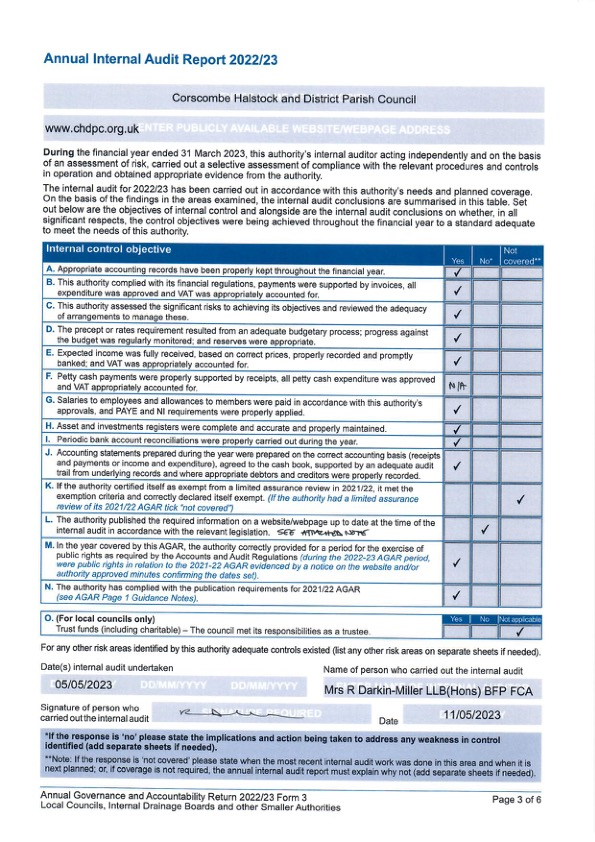 Annual Internal Audit Report 2022/23
Corscombe Halstock and District Parish Council
www.chdpc.org.uk ENTER PUBLICLY AVAILABLE WEBSITE/WEBPAGE ADDRESS
During the financial year ended 31 March 2023, this authority's internal auditor acting independently and on the basis
of an assessment of risk, carried out a selective assessment of compliance with the relevant procedures and controls
in operation and obtained appropriate evidence from the authority.
The internal audit for 2022/23 has been carried out in accordance with this authority's needs and planned coverage.
On the basis of the findings in the areas examined, the internal audit conclusions are summarised in this table. Set
out below are the objectives of internal control and alongside are the internal audit conclusions on whether, in all
significant respects, the control objectives were being achieved throughout the financial year to a standard adequate
to meet the needs of this authority.
Internal control objective Yes No* Not covered**
A. Appropriate accounting records have been properly kept throughout the financial year. ✓
B. This authority complied with its financial regulations, payments were supported by invoices, all
expenditure was approved and VAT was appropriately accounted for. ✓
C. This authority assessed the significant risks to achieving its objectives and reviewed the adequacy
of arrangements to manage these. ✓
D. The precept or rates requirement resulted from an adequate budgetary process; progress against
the budget was regularly monitored; and reserves were appropriate. ✓
E. Expected income was fully received, based on correct prices, properly recorded and promptly
banked; and VAT was appropriately accounted for. ✓
F. Petty cash payments were properly supported by receipts, all petty cash expenditure was approved
and VAT appropriately accounted for. N/A
G. Salaries to employees and allowances to members were paid in accordance with this authority's
approvals, and PAYE and NI requirements were properly applied. ✓
H. Asset and investments registers were complete and accurate and properly maintained. ✓
I. Periodic bank account reconciliations were properly carried out during the year. ✓
J. Accounting statements prepared during the year were prepared on the correct accounting basis (receipts
and payments or income and expenditure), agreed to the cash book, supported by an adequate audit
trail from underlying records and where appropriate debtors and creditors were properly recorded. ✓
K. If the authority certified itself as exempt from a limited assurance review in 2021/22, it met the
exemption criteria and correctly declared itself exempt. (If the authority had a limited assurance
review of its 2021/22 AGAR tick "not covered") ✓
L. The authority published the required information on a website/webpage up to date at the time of the
internal audit in accordance with the relevant legislation. SEE ATTACHED NOTE ✓
M. In the year covered by this AGAR, the authority correctly provided for a period for the exercise of
public rights as required by the Accounts and Audit Regulations (during the 2022-23 AGAR period,
were public rights in relation to the 2021-22 AGAR evidenced by a notice on the website and/or
authority approved minutes confirming the dates set). ✓
N. The authority has complied with the publication requirements for 2021/22 AGAR
(see AGAR Page 1 Guidance Notes). ✓
O. (For local councils only) Yes No Not applicable
Trust funds (including charitable) – The council met its responsibilities as a trustee. ✓
For any other risk areas identified by this authority adequate controls existed (list any other risk areas on separate sheets if needed).
Date(s) internal audit undertaken
Name of person who carried out the internal audit
05/05/2023 DD/MM/YYYY DD/MM/YYYY
Mrs R Darkin-Miller LLB(Hons) BFP FCA
Signature of person who
carried out the internal audit REQUIRED
Date 11/05/2023
*If the response is 'no' please state the implications and action being taken to address any weakness in control
identified (add separate sheets if needed).
**Note: If the response is 'not covered' please state when the most recent internal audit work was done in this area and when it is
next planned; or, if coverage is not required, the annual internal audit report must explain why not (add separate sheets if needed).
Annual Governance and Accountability Return 2022/23 Form 3
Local Councils, Internal Drainage Boards and other Smaller Authorities
Page 3 of 6